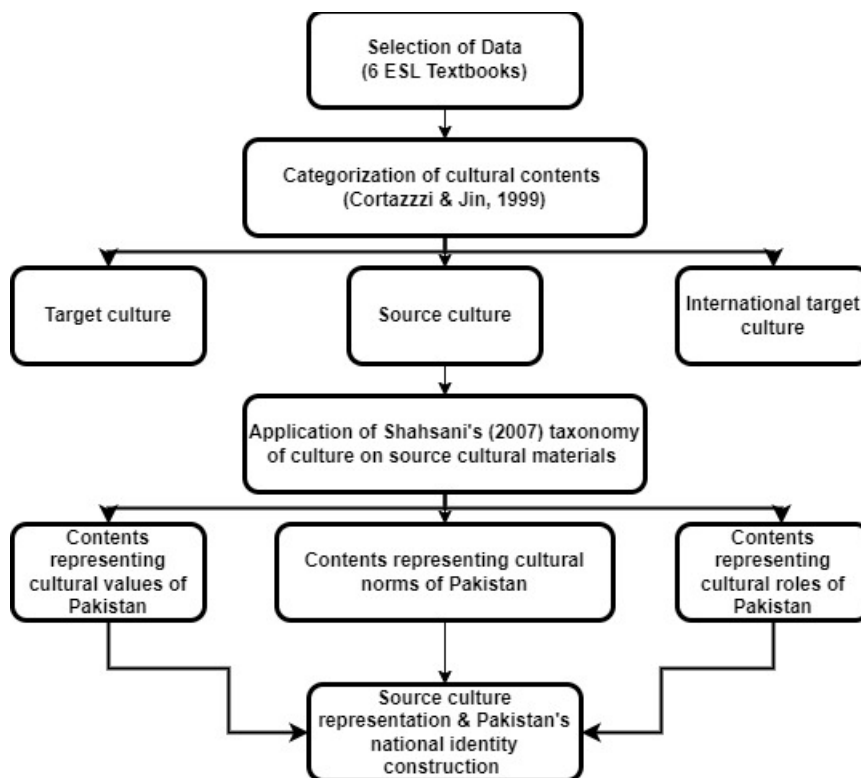 Selection of Data
(6 ESL Textbooks)
Categorization of cultural contents
(Cortazzzi & Jin, 1999)
Target culture
Source culture
International target
culture
Application of Shahsani's (2007) taxonomy
of culture on source cultural materials
Contents
representing
cultural values of
Pakistan
Contents representing cultural
norms of Pakistan
Contents
representing
cultural roles of
Pakistan
Source culture
representation & Pakistan's
national identity
construction